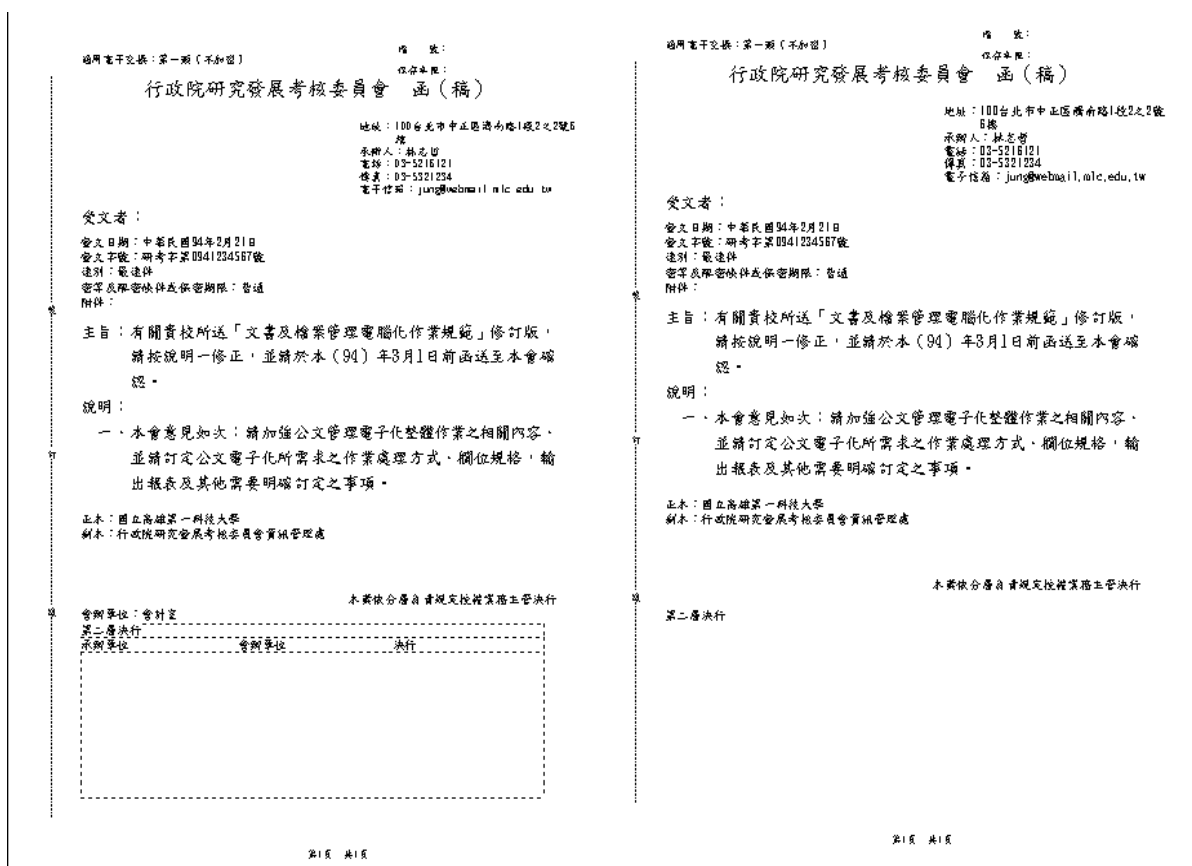 適用電子交換：第一類（不加密）
檔　號：
保存年限：
行政院研究發展考核委員會　函（稿）
地址：100台北市中正區濟南路1段2之2號6
樓
承辦人：林志哲
電話：03-5216121
傳真：03-5321234
電子信箱：jung@webmail.mlc.edu.tw
受文者：
發文日期：中華民國94年2月21日
發文字號：研考字第0941234567號
速別：最速件
密等及解密條件或保密期限：普通
附件：
主旨：有關貴校所送「文書及檔案管理電腦化作業規範」修訂版，
請按說明一修正，並請於本（94）年3月1日前函送至本會確
認。
說明：
一、本會意見如次：請加強公文管理電子化整體作業之相關內容、
並請訂定公文電子化所需求之作業處理方式、欄位規格，輸
出報表及其他需要明確訂定之事項。
正本：國立高雄第一科技大學
副本：行政院研究發展考核委員會資訊管理處
本案依分層負責規定授權業務主管決行
會辦單位：會計室
第二層決行
承辦單位　會辦單位　決行
裝
訂
線
第1頁　共1頁
適用電子交換：第一類（不加密）
檔　號：
保存年限：
行政院研究發展考核委員會　函（稿）
地址：100台北市中正區濟南路1段2之2號
6樓
承辦人：林志哲
電話：03-5216121
傳真：03-5321234
電子信箱：jung@webmail.mlc.edu.tw
受文者：
發文日期：中華民國94年2月21日
發文字號：研考字第0941234567號
速別：最速件
密等及解密條件或保密期限：普通
附件：
主旨：有關貴校所送「文書及檔案管理電腦化作業規範」修訂版，
請按說明一修正，並請於本（94）年3月1日前函送至本會確
認。
說明：
一、本會意見如次：請加強公文管理電子化整體作業之相關內容、
並請訂定公文電子化所需求之作業處理方式、欄位規格，輸
出報表及其他需要明確訂定之事項。
正本：國立高雄第一科技大學
副本：行政院研究發展考核委員會資訊管理處
本案依分層負責規定授權業務主管決行
第二層決行
裝
訂
線
第1頁　共1頁